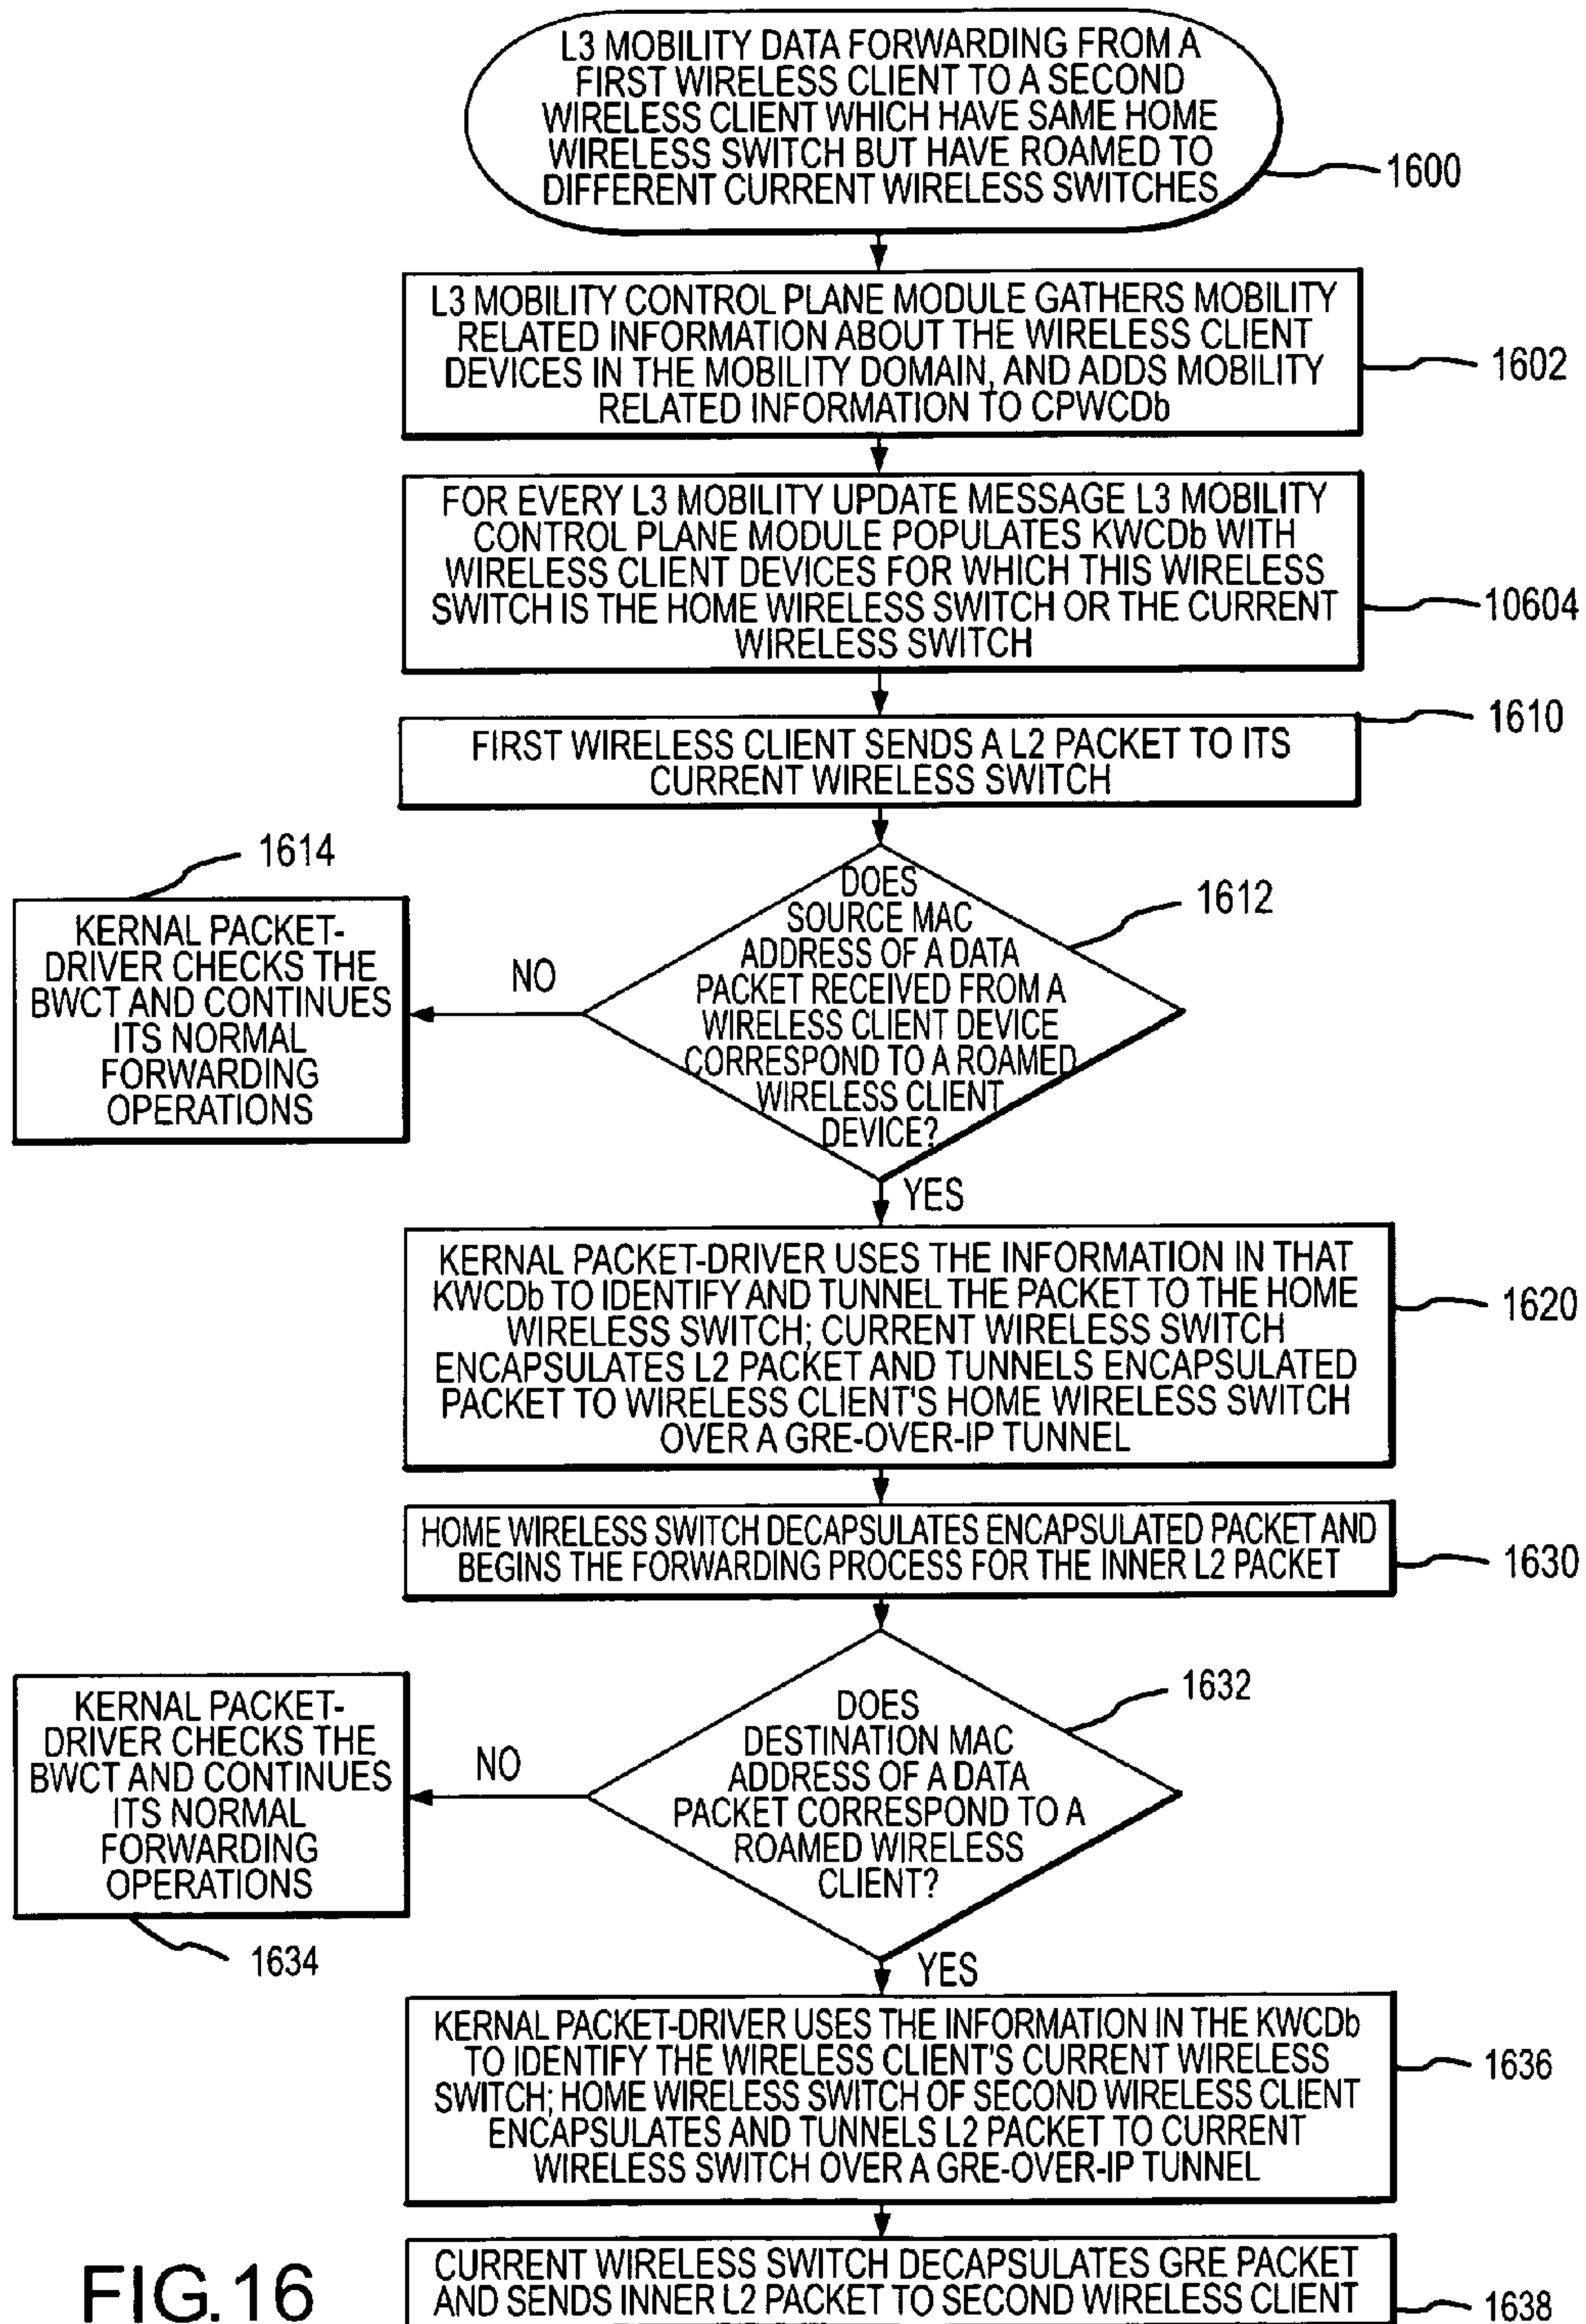 L3 MOBILITY DATA FORWARDING FROM A
FIRST WIRELESS CLIENT TO A SECOND
WIRELESS CLIENT WHICH HAVE SAME HOME
WIRELESS SWITCH BUT HAVE ROAMED TO
DIFFERENT CURRENT WIRELESS SWITCHES
1600
L3 MOBILITY CONTROL PLANE MODULE GATHERS MOBILITY
RELATED INFORMATION ABOUT THE WIRELESS CLIENT
DEVICES IN THE MOBILITY DOMAIN, AND ADDS MOBILITY
RELATED INFORMATION TO CPWCDb
1602
FOR EVERY L3 MOBILITY UPDATE MESSAGE L3 MOBILITY
CONTROL PLANE MODULE POPULATES KWCDb WITH
WIRELESS CLIENT DEVICES FOR WHICH THIS WIRELESS
SWITCH IS THE HOME WIRELESS SWITCH OR THE CURRENT
WIRELESS SWITCH
10604
FIRST WIRELESS CLIENT SENDS A L2 PACKET TO ITS
CURRENT WIRELESS SWITCH
1610
DOES
SOURCE MAC
ADDRESS OF A DATA
PACKET RECEIVED FROM A
WIRELESS CLIENT DEVICE
CORRESPOND TO A ROAMED
WIRELESS CLIENT
DEVICE?
1612
NO
1614
KERNAL PACKET-
DRIVER CHECKS THE
BWCT AND CONTINUES
ITS NORMAL
FORWARDING
OPERATIONS
YES
KERNAL PACKET-DRIVER USES THE INFORMATION IN THAT
KWCDb TO IDENTIFY AND TUNNEL THE PACKET TO THE HOME
WIRELESS SWITCH; CURRENT WIRELESS SWITCH
ENCAPSULATES L2 PACKET AND TUNNELS ENCAPSULATED
PACKET TO WIRELESS CLIENT'S HOME WIRELESS SWITCH
OVER A GRE-OVER-IP TUNNEL
1620
HOME WIRELESS SWITCH DECAPSULATES ENCAPSULATED PACKET AND
BEGINS THE FORWARDING PROCESS FOR THE INNER L2 PACKET
1630
DOES
DESTINATION MAC
ADDRESS OF A DATA
PACKET CORRESPOND TO A
ROAMED WIRELESS
CLIENT?
1632
NO
KERNAL PACKET-
DRIVER CHECKS THE
BWCT AND CONTINUES
ITS NORMAL
FORWARDING
OPERATIONS
1634
YES
KERNAL PACKET-DRIVER USES THE INFORMATION IN THE KWCDb
TO IDENTIFY THE WIRELESS CLIENT'S CURRENT WIRELESS
SWITCH; HOME WIRELESS SWITCH OF SECOND WIRELESS CLIENT
ENCAPSULATES AND TUNNELS L2 PACKET TO CURRENT
WIRELESS SWITCH OVER A GRE-OVER-IP TUNNEL
1636
CURRENT WIRELESS SWITCH DECAPSULATES GRE PACKET
AND SENDS INNER L2 PACKET TO SECOND WIRELESS CLIENT
1638
FIG.16